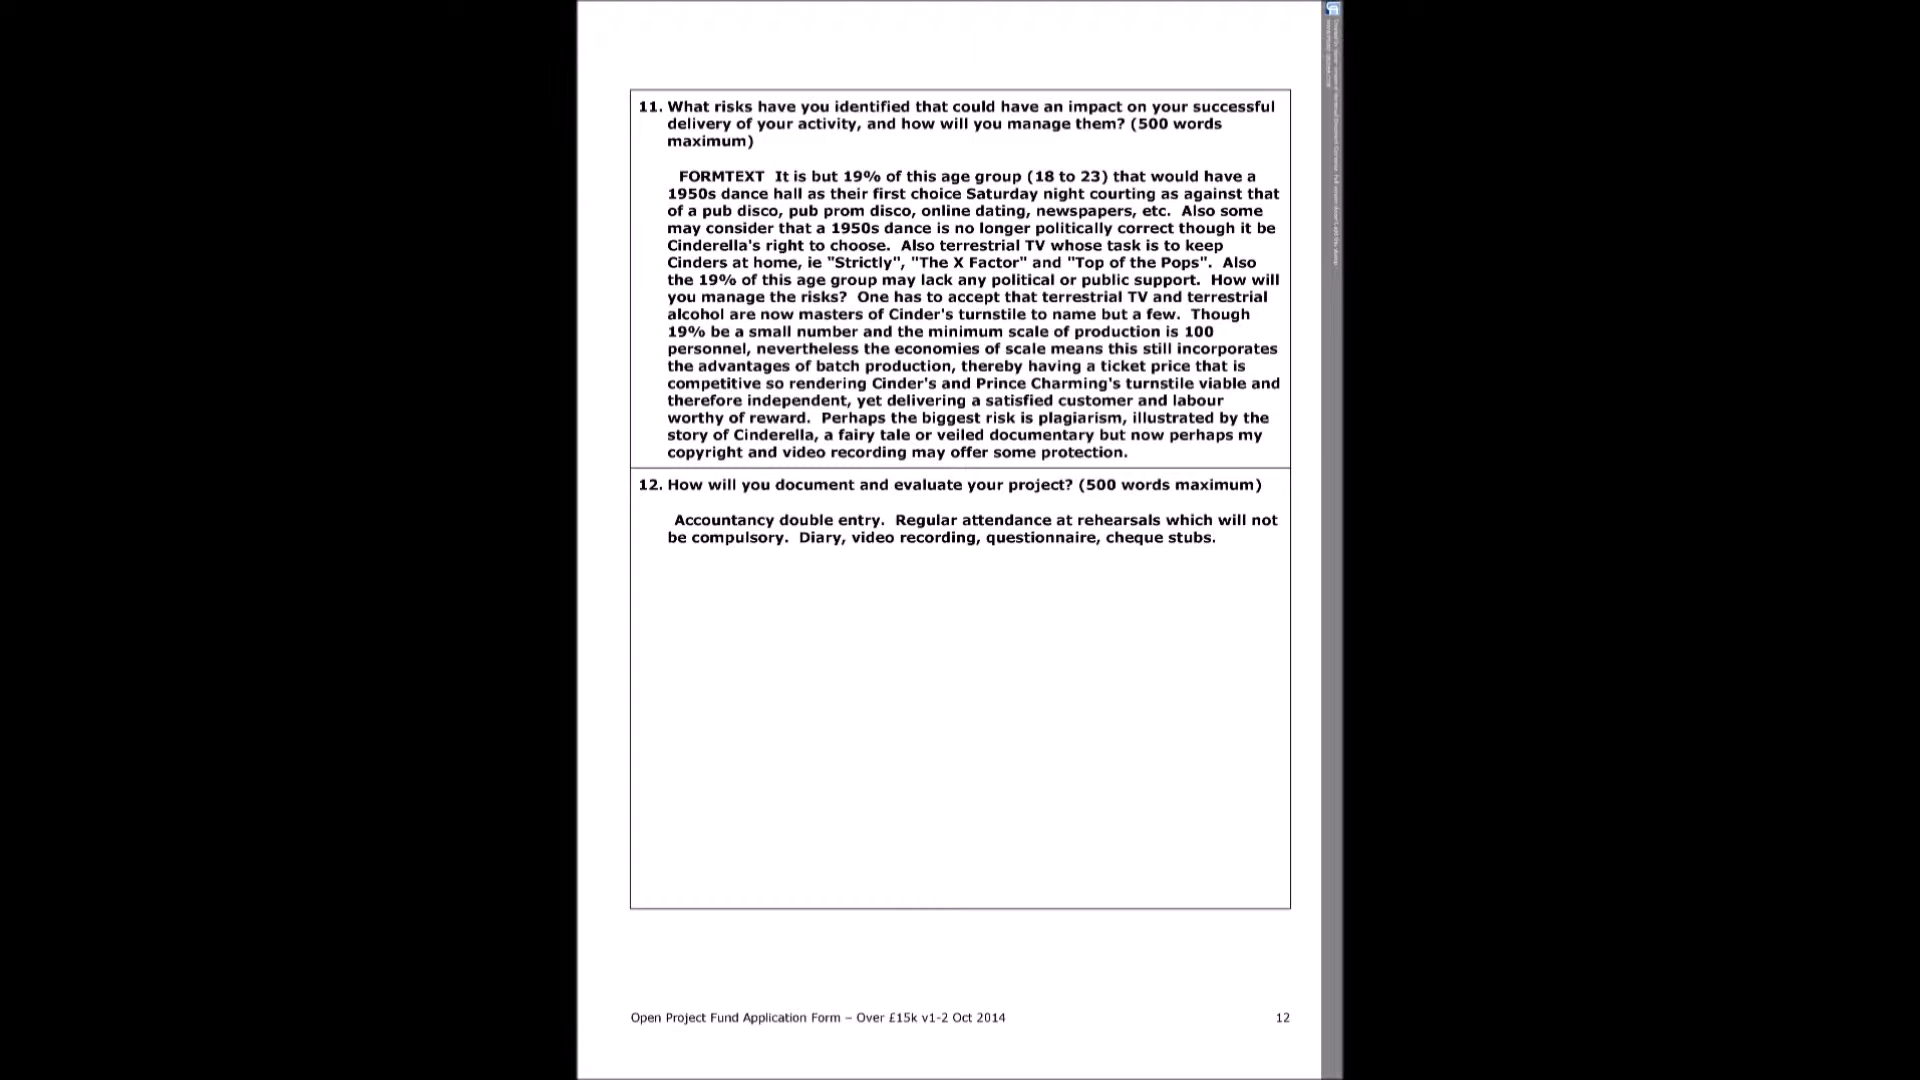 11. What risks have you identified that could have an impact on your successful
delivery of your activity, and how will you manage them? (500 words
maximum)
FORMTEXT It is but 19% of this age group (18 to 23) that would have a
1950s dance hall as their first choice Saturday night courting as against that
of a pub disco, pub prom disco, online dating, newspapers, etc. Also some
may consider that a 1950s dance is no longer politically correct though it be
Cinderella's right to choose. Also terrestrial TV whose task is to keep
Cinders at home, ie "Strictly", "The X Factor" and "Top of the Pops". Also
the 19% of this age group may lack any political or public support. How will
you manage the risks? One has to accept that terrestrial TV and terrestrial
alcohol are now masters of Cinder's turnstile to name but a few. Though
19% be a small number and the minimum scale of production is 100
personnel, nevertheless the economies of scale means this still incorporates
the advantages of batch production, thereby having a ticket price that is
competitive so rendering Cinder's and Prince Charming's turnstile viable and
therefore independent, yet delivering a satisfied customer and labour
worthy of reward. Perhaps the biggest risk is plagiarism, illustrated by the
story of Cinderella, a fairy tale or veiled documentary but now perhaps my
copyright and video recording may offer some protection.
12. How will you document and evaluate your project? (500 words maximum)
Accountancy double entry. Regular attendance at rehearsals which will not
be compulsory. Diary, video recording, questionnaire, cheque stubs.
Open Project Fund Application Form – Over £15k v1-2 Oct 2014 12